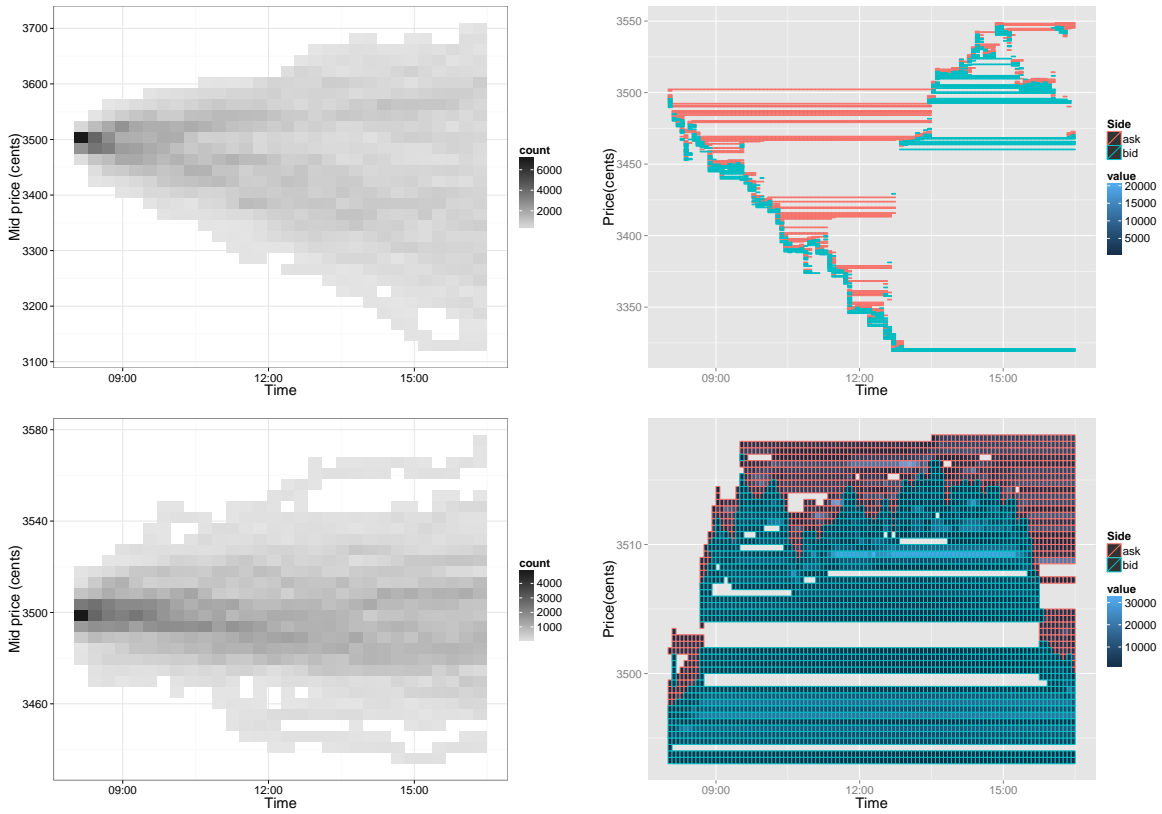 3700
3600
3500
3400
3300
3200
3100
Mid price (cents)
09:00
12:00
15:00
Time
count
6000
4000
2000
3550
3500
3450
3400
3350
Price(cents)
09:00
12:00
15:00
Time
Side
ask
bid
value
20000
15000
10000
5000
3580
3540
3500
3460
Mid price (cents)
09:00
12:00
15:00
Time
count
4000
3000
2000
1000
3510
3500
Price(cents)
09:00
12:00
15:00
Time
Side
ask
bid
value
30000
20000
10000